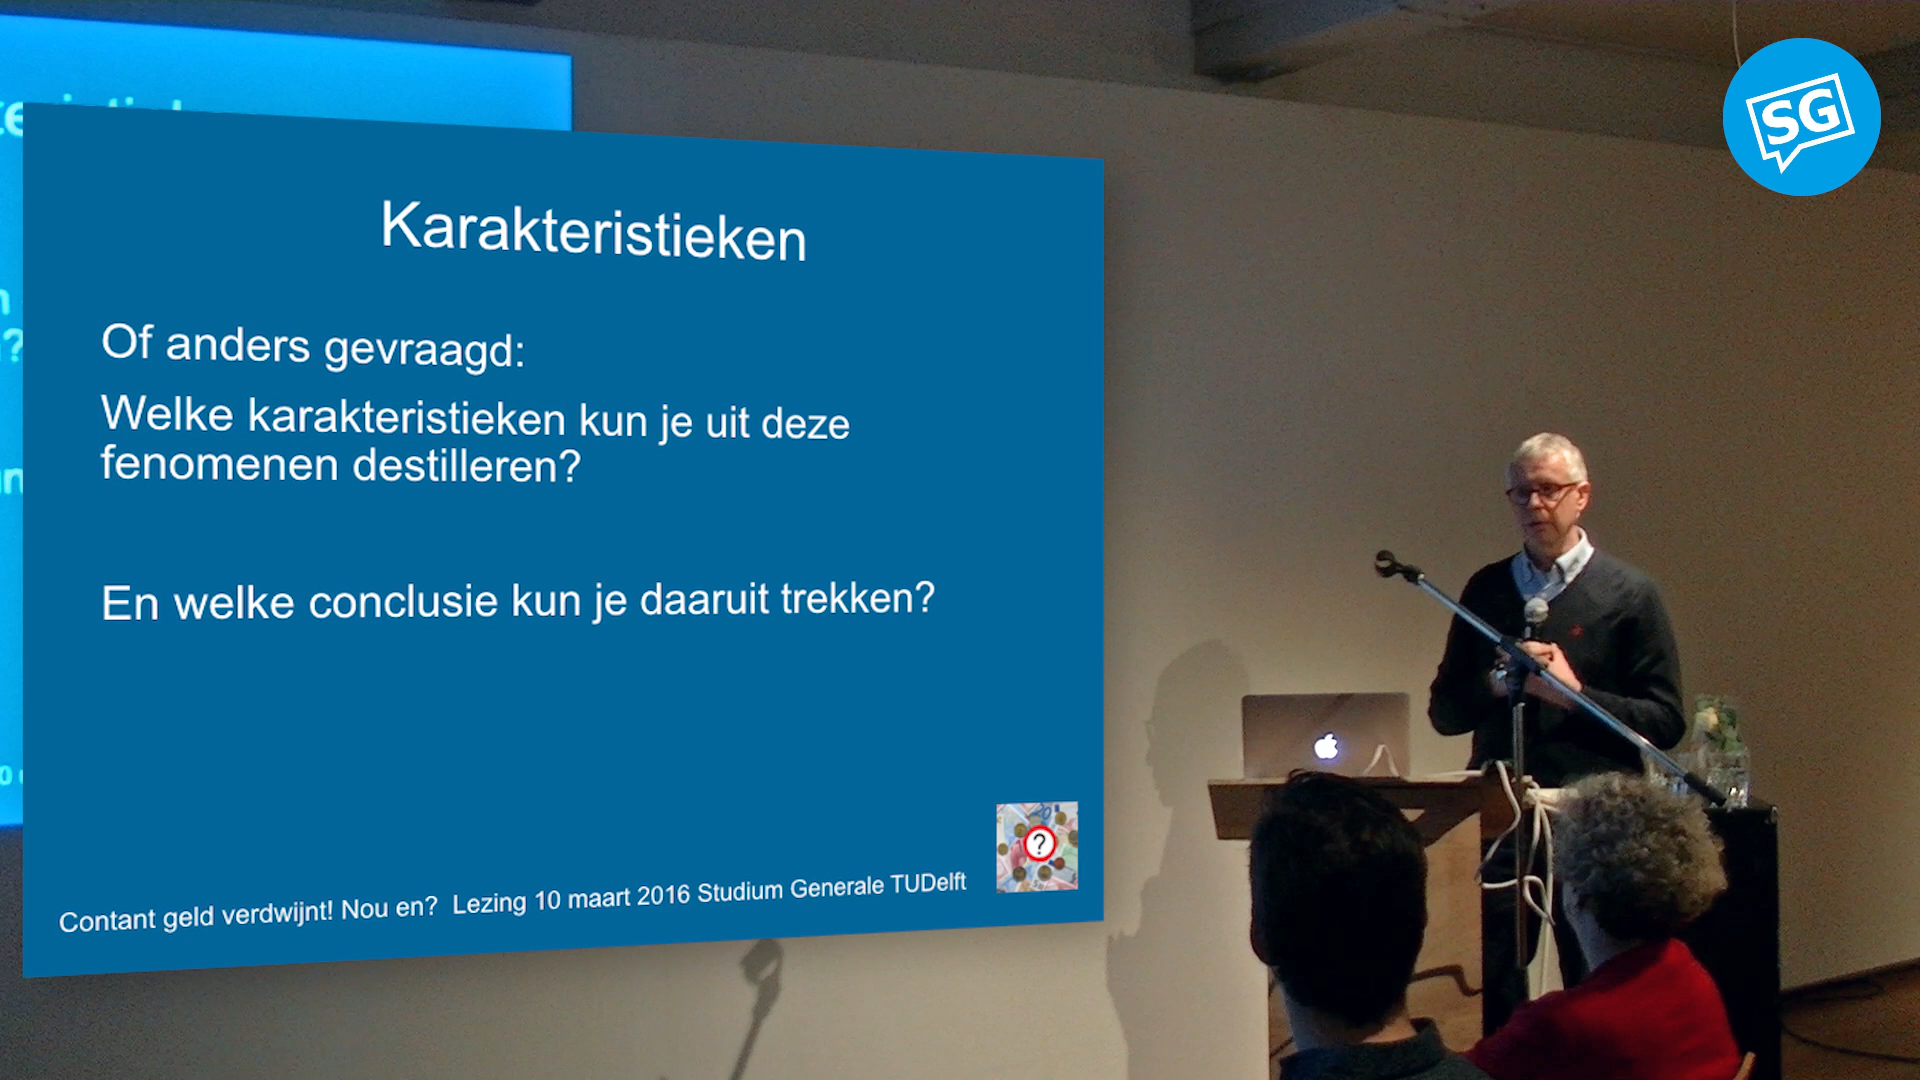 SG
Karakteristieken
Of anders gevraagd:
Welke karakteristieken kun je uit deze
fenomenen destilleren?
En welke conclusie kun je daaruit trekken?
?
Contant geld verdwijnt! Nou en? Lezing 10 maart 2016 Studium Generale TUDelft